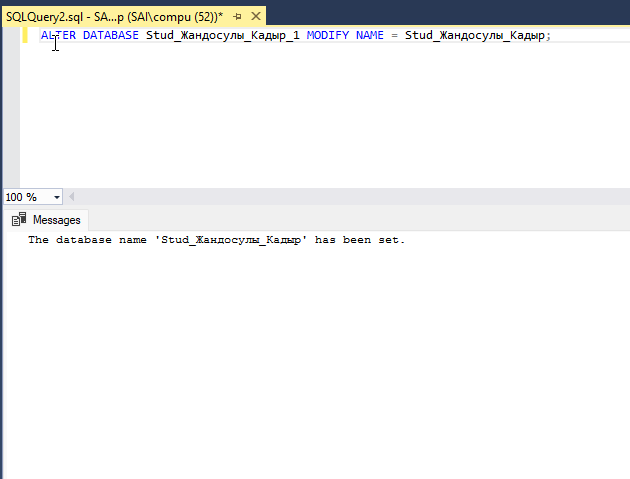 SQLQuery2.sql - SA...p (SAI\compu (52))*
ALTER DATABASE Stud_Жандосулы_Кадыр_1 MODIFY NAME = Stud_Жандосулы_Кадыр;
100 %
Messages
The database name 'Stud_Жандосулы_Кадыр' has been set.